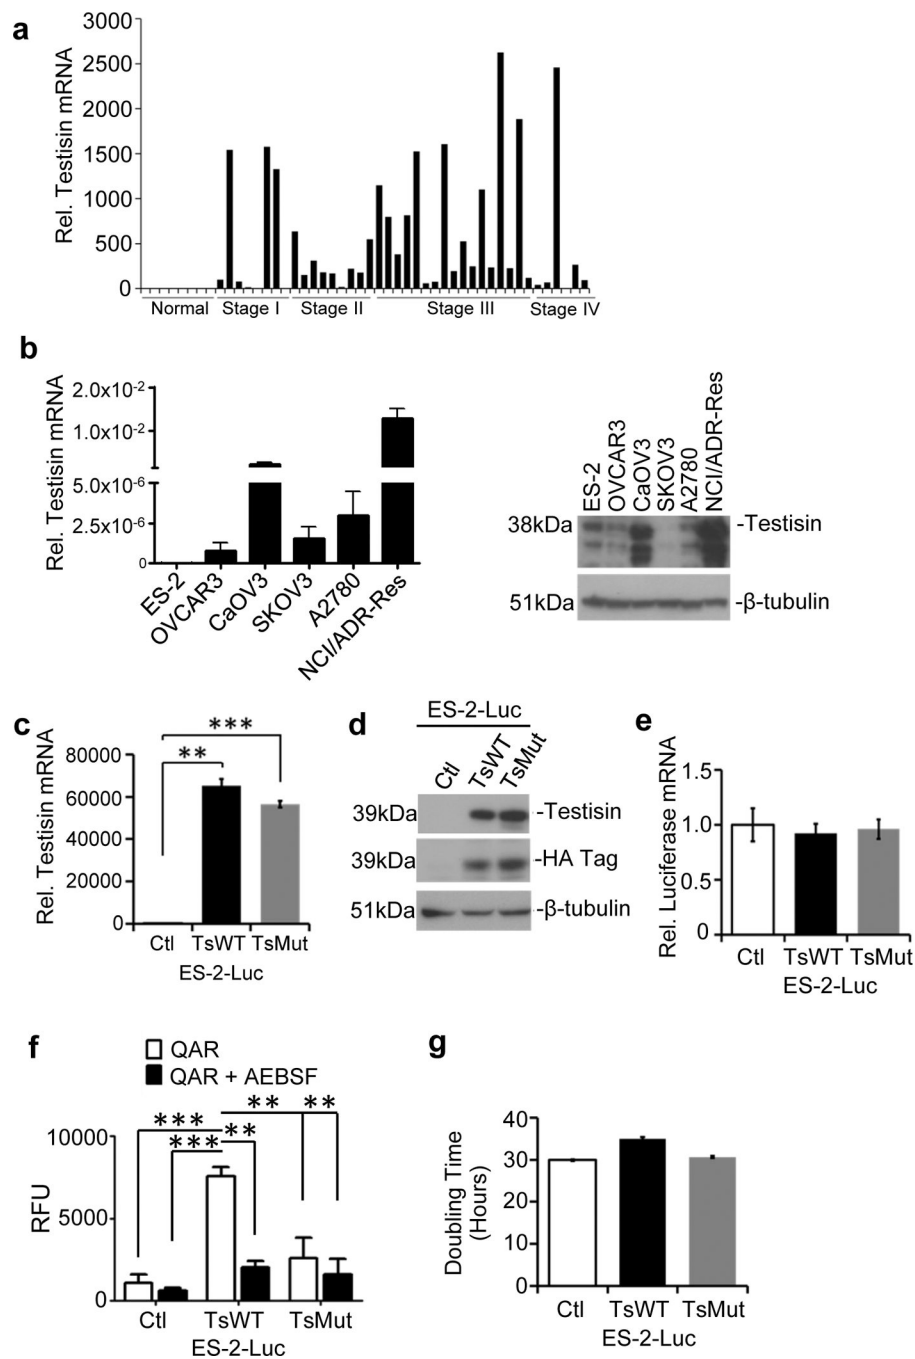 a
Rel. Testisin mRNA
3000
2500
2000
1500
1000
500
0
Normal Stage I Stage II Stage III Stage IV
b
Rel. Testisin mRNA
2.0x10-2
1.0x10-2
5.0x10-6
2.5x10-6
0
ES-2 OVCAR3 CaOV3 SKOV3 A2780 NCI/ADR-Res
ES-2 OVCAR3 CaOV3 SKOV3 A2780 NCI/ADR-Res
38kDa -Testisin
51kDa -β-tubulin
c
Rel. Testisin mRNA
***
**
80000
60000
40000
20000
0
Ctl TsWT TsMut
ES-2-Luc
d
ES-2-Luc
Ctl TsWT TsMut
39kDa -Testisin
39kDa -HA Tag
51kDa -β-tubulin
e
Rel. Luciferase mRNA
1.5
1.0
0.5
0
Ctl TsWT TsMut
ES-2-Luc
f
QAR
QAR + AEBSF
** **
*** **
***
RFU
10000
5000
0
Ctl TsWT TsMut
ES-2-Luc
g
Doubling Time
(Hours)
40
30
20
10
0
Ctl TsWT TsMut
ES-2-Luc